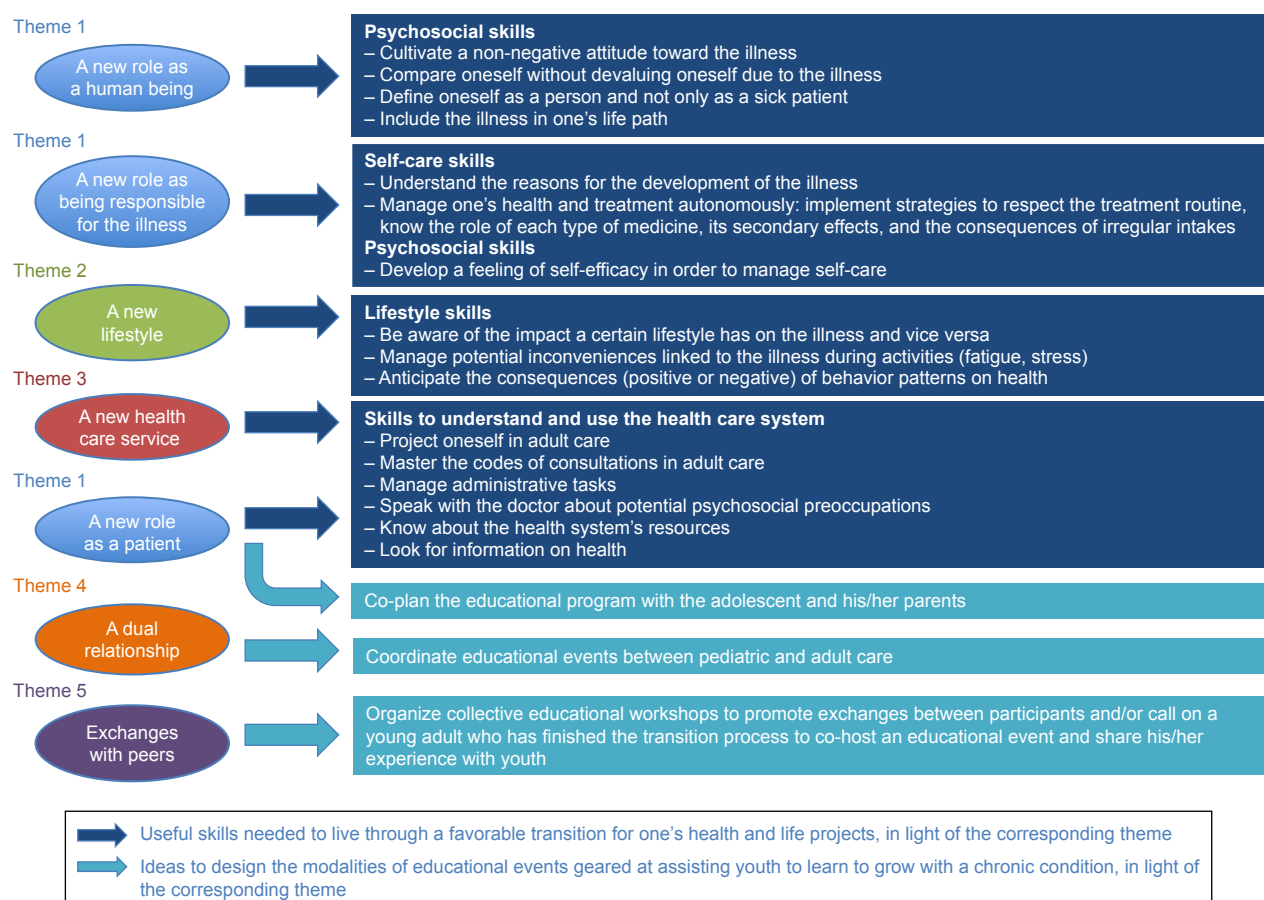 Theme 1
A new role as
a human being
Psychosocial skills
– Cultivate a non-negative attitude toward the illness
– Compare oneself without devaluing oneself due to the illness
– Define oneself as a person and not only as a sick patient
– Include the illness in one’s life path
Theme 1
A new role as
being responsible
for the illness
Self-care skills
– Understand the reasons for the development of the illness
– Manage one’s health and treatment autonomously: implement strategies to respect the treatment routine,
know the role of each type of medicine, its secondary effects, and the consequences of irregular intakes
Psychosocial skills
– Develop a feeling of self-efficacy in order to manage self-care
Theme 2
A new
lifestyle
Lifestyle skills
– Be aware of the impact a certain lifestyle has on the illness and vice versa
– Manage potential inconveniences linked to the illness during activities (fatigue, stress)
– Anticipate the consequences (positive or negative) of behavior patterns on health
Theme 3
A new health
care service
Skills to understand and use the health care system
– Project oneself in adult care
– Master the codes of consultations in adult care
– Manage administrative tasks
– Speak with the doctor about potential psychosocial preoccupations
– Know about the health system’s resources
– Look for information on health
Theme 1
A new role
as a patient
Co-plan the educational program with the adolescent and his/her parents
Theme 4
A dual
relationship
Coordinate educational events between pediatric and adult care
Theme 5
Exchanges
with peers
Organize collective educational workshops to promote exchanges between participants and/or call on a
young adult who has finished the transition process to co-host an educational event and share his/her
experience with youth
Useful skills needed to live through a favorable transition for one’s health and life projects, in light of the corresponding theme
Ideas to design the modalities of educational events geared at assisting youth to learn to grow with a chronic condition, in light of
the corresponding theme